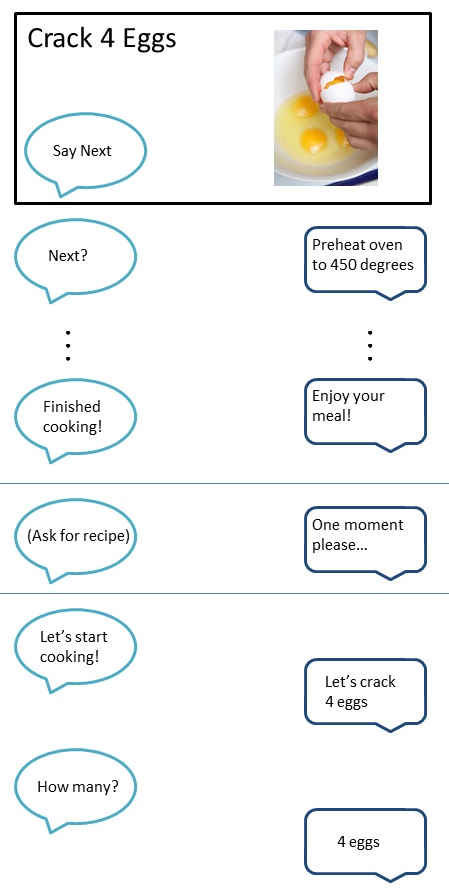 Crack 4 Eggs
Say Next
Next?
Preheat oven
to 450 degrees
Finished
cooking!
Enjoy your
meal!
(Ask for recipe)
One moment
please...
Let's start
cooking!
Let's crack
4 eggs
How many?
4 eggs